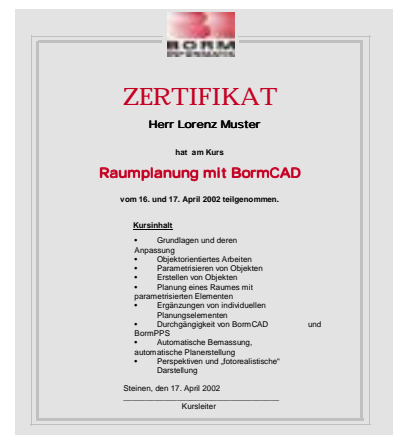 BORM
INFORMATIK
ZERTIFIKAT
Herr Lorenz Muster
hat am Kurs
Raumplanung mit BormCAD
vom 16. und 17. April 2002 teilgenommen.
Kursinhalt
• Grundlagen und deren
Anpassung
• Objektorientiertes Arbeiten
• Parametrisieren von Objekten
• Erstellen von Objekten
• Planung eines Raumes mit
parametrisierten Elementen
• Ergänzungen von individuellen
Planungselementen
• Durchgängigkeit von BormCAD und
BormPPS
• Automatische Bemassung,
automatische Planerstellung
• Perspektiven und „fotorealistische“
Darstellung
Steinen, den 17. April 2002
Kursleiter